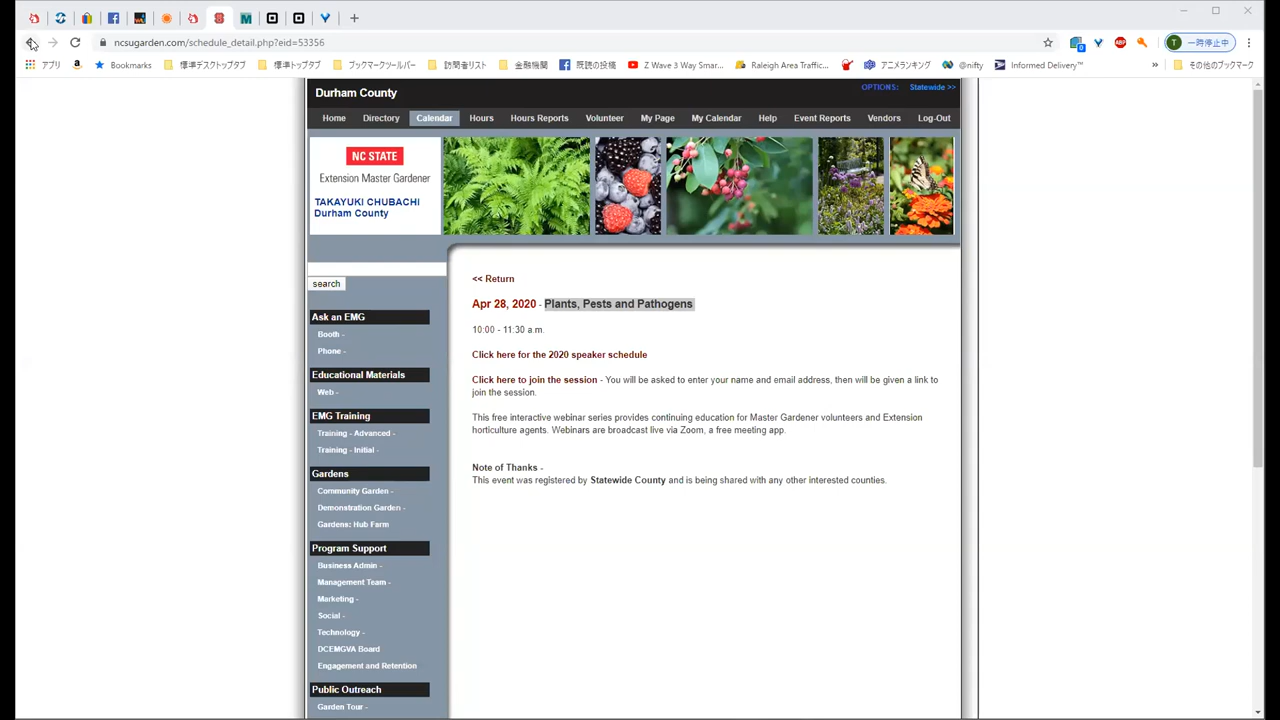 ncsugarden.com/schedule_detail.php?eid=53356
T 一時停止中
アプリ Bookmarks 標準デスクトップタブ 標準トップタブ ブックマークツールバー 訪問者リスト 金融機関 既読の投稿 Z Wave 3 Way Smar... Raleigh Area Traffic... アニメランキング @nifty Informed Delivery™ » その他のブックマーク
Durham County
OPTIONS: Statewide >>
Home Directory Calendar Hours Hours Reports Volunteer My Page My Calendar Help Event Reports Vendors Log-Out
NC STATE
Extension Master Gardener
TAKAYUKI CHUBACHI
Durham County
search
<< Return
Apr 28, 2020 - Plants, Pests and Pathogens
10:00 - 11:30 a.m.
Click here for the 2020 speaker schedule
Click here to join the session - You will be asked to enter your name and email address, then will be given a link to
join the session.
This free interactive webinar series provides continuing education for Master Gardener volunteers and Extension
horticulture agents. Webinars are broadcast live via Zoom, a free meeting app.
Note of Thanks -
This event was registered by Statewide County and is being shared with any other interested counties.
Ask an EMG
Booth -
Phone -
Educational Materials
Web -
EMG Training
Training - Advanced -
Training - Initial -
Gardens
Community Garden -
Demonstration Garden -
Gardens: Hub Farm
Program Support
Business Admin -
Management Team -
Marketing -
Social -
Technology -
DCEMGVA Board
Engagement and Retention
Public Outreach
Garden Tour -